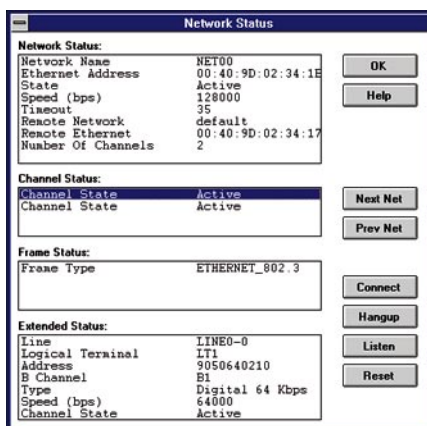 Network Status
Network Status:
Network Name NET00
Ethernet Address 00:40:9D:02:34:1E
State Active
Speed (bps) 128000
Timeout 35
Remote Network default
Remote Ethernet 00:40:9D:02:34:17
Number Of Channels 2
OK
Help
Channel Status:
Channel State Active
Channel State Active
Next Net
Prev Net
Frame Status:
Frame Type ETHERNET_802.3
Connect
Hangup
Listen
Reset
Extended Status:
Line LINE0-0
Logical Terminal LT1
Address 9050640210
B Channel B1
Type Digital 64 Kbps
Speed (bps) 64000
Channel State Active